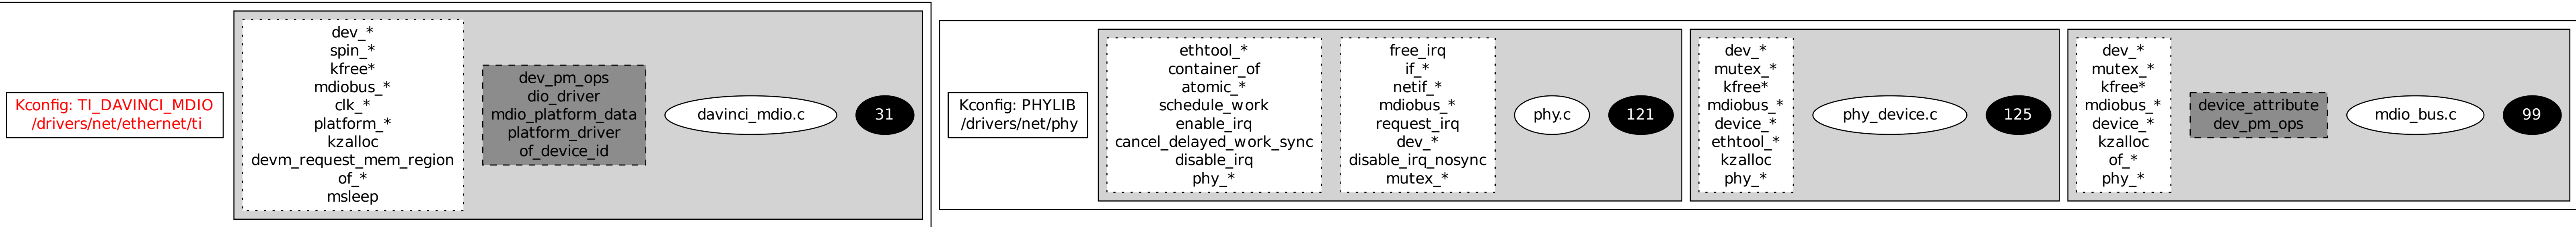 Kconfig: TI_DAVINCI_MDIO
/drivers/net/ethernet/ti
dev_*
spin_*
kfree*
mdiobus_*
clk_*
platform_*
kzalloc
devm_request_mem_region
of_*
msleep
dev_pm_ops
dio_driver
mdio_platform_data
platform_driver
of_device_id
davinci_mdio.c
31
Kconfig: PHYLIB
/drivers/net/phy
ethtool_*
container_of
atomic_*
schedule_work
enable_irq
cancel_delayed_work_sync
disable_irq
phy_*
free_irq
if_*
netif_*
mdiobus_*
request_irq
dev_*
disable_irq_nosync
mutex_*
phy.c
121
dev_*
mutex_*
kfree*
mdiobus_*
device_*
ethtool_*
kzalloc
phy_*
phy_device.c
125
dev_*
mutex_*
kfree*
mdiobus_*
device_*
kzalloc
of_*
phy_*
device_attribute
dev_pm_ops
mdio_bus.c
99